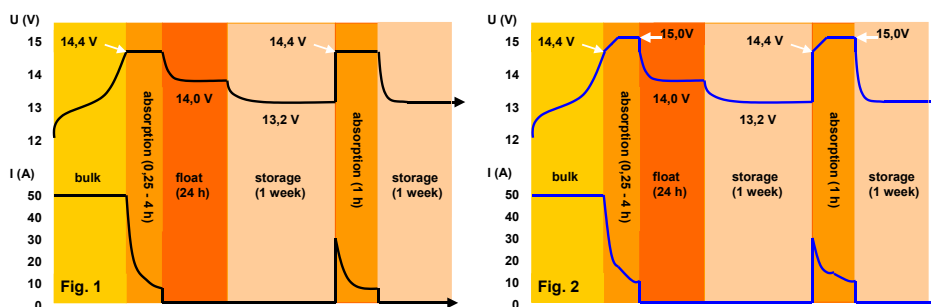 U (V)
15
14,4 V
14,4 V
14
14,0 V
13
13,2 V
12
absorption (0,25 - 4 h)
absorption (1 h)
I (A)
bulk
float
(24 h)
storage
(1 week)
storage
(1 week)
50
40
30
20
10
0
Fig. 1
U (V)
15
15,0V
15,0V
14,4 V
14,4 V
14
14,0 V
13
13,2 V
12
absorption (0,25 - 4 h)
absorption (1 h)
I (A)
bulk
float
(24 h)
storage
(1 week)
storage
(1 week)
50
40
30
20
10
0
Fig. 2